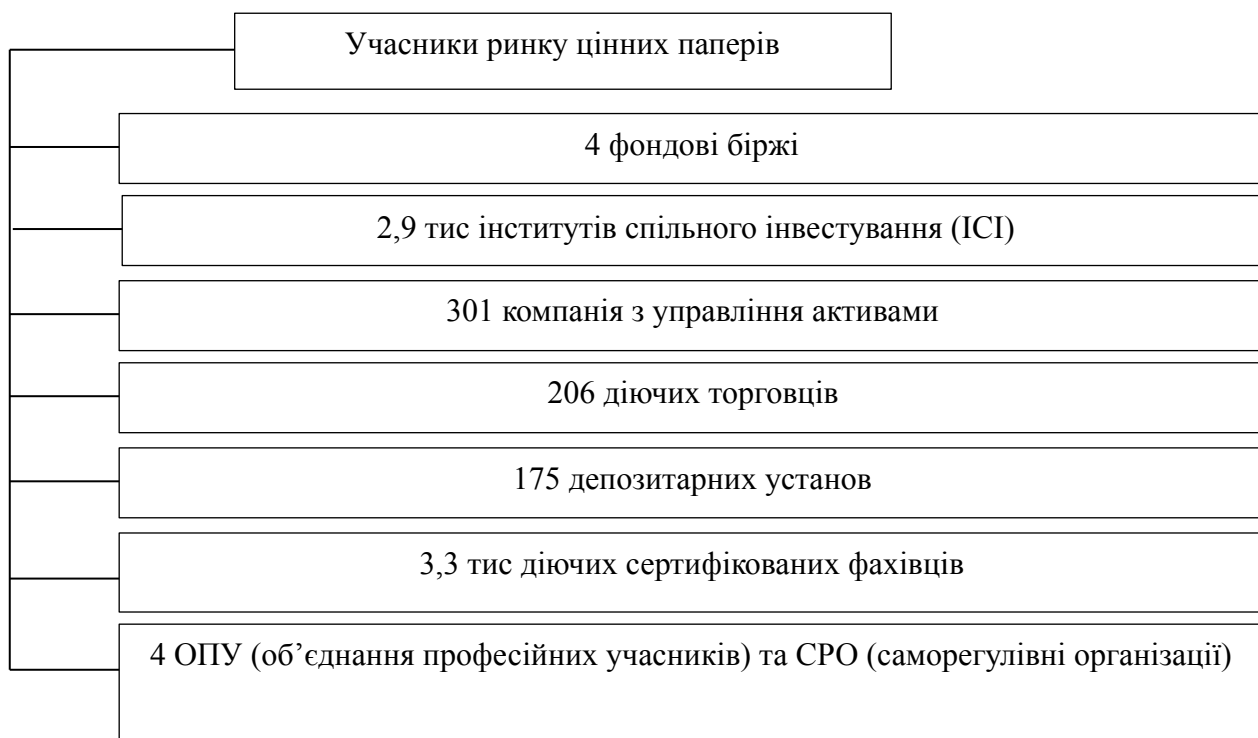 Учасники ринку цінних паперів
4 фондові біржі
2,9 тис інститутів спільного інвестування (ІСІ)
301 компанія з управління активами
206 діючих торговців
175 депозитарних установ
3,3 тис діючих сертифікованих фахівців
4 ОПУ (об’єднання професійних учасників) та СРО (саморегулівні організації)